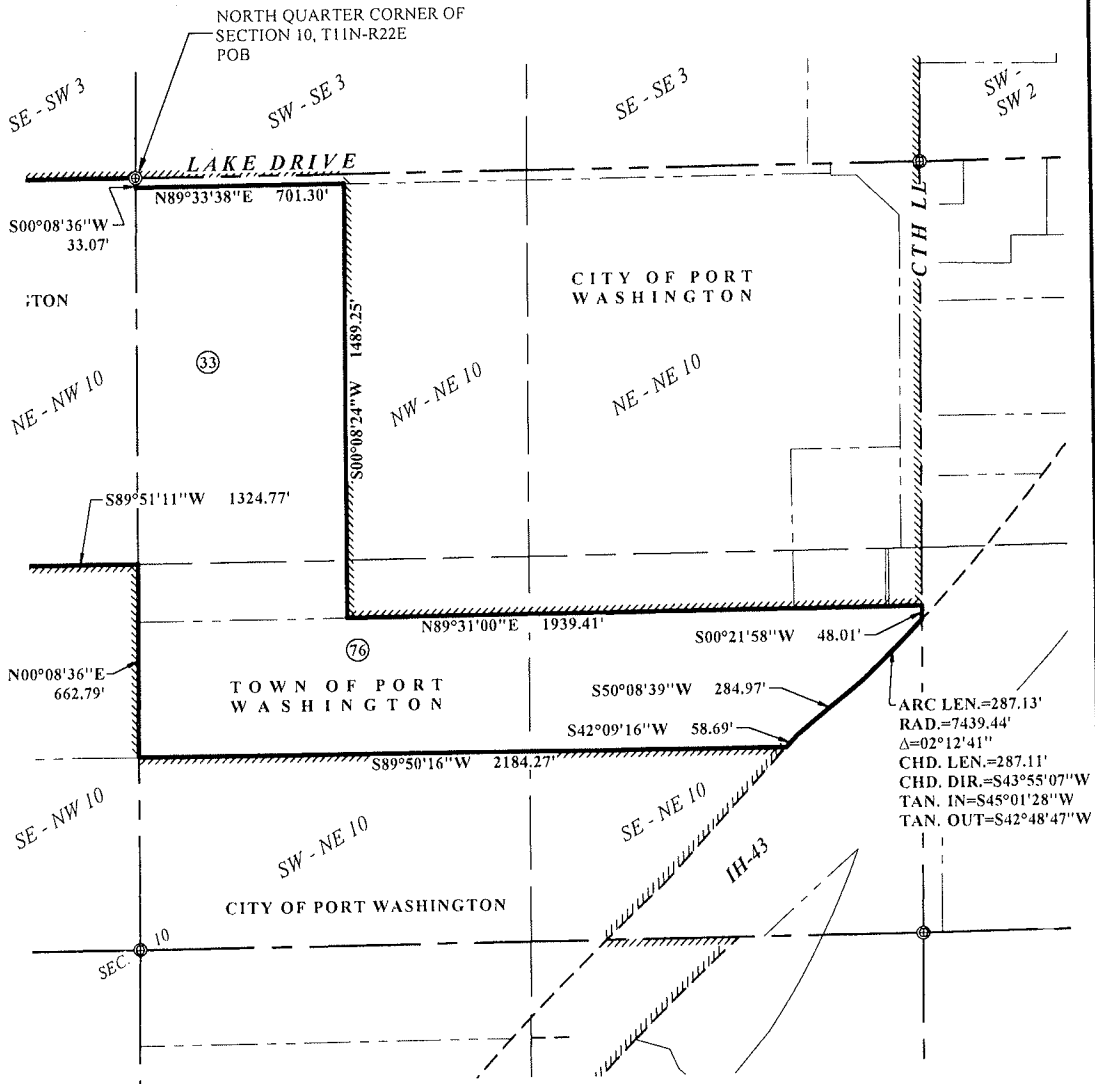 NORTH QUARTER CORNER OF
SECTION 10, T11N-R22E
POB
SE - SW 3
SW - SE 3
SE - SE 3
SW -
SW 2
LAKE DRIVE
N89°33'38"E 701.30'
S00°08'36"W
33.07'
CTH LL
CITY OF PORT
WASHINGTON
TON
S00°08'24"W 1489.25'
33
NE - NW 10
NW - NE 10
NE - NE 10
S89°51'11"W 1324.77'
N89°31'00"E 1939.41'
S00°21'58"W 48.01'
76
N00°08'36"E
662.79'
TOWN OF PORT
WASHINGTON
S50°08'39"W 284.97'
S42°09'16"W 58.69'
ARC LEN.=287.13'
RAD.=7439.44'
Δ=02°12'41"
CHD. LEN.=287.11'
CHD. DIR.=S43°55'07"W
TAN. IN=S45°01'28"W
TAN. OUT=S42°48'47"W
S89°50'16"W 2184.27'
SE - NW 10
SW - NE 10
SE - NE 10
IH-43
CITY OF PORT WASHINGTON
SEC. 10